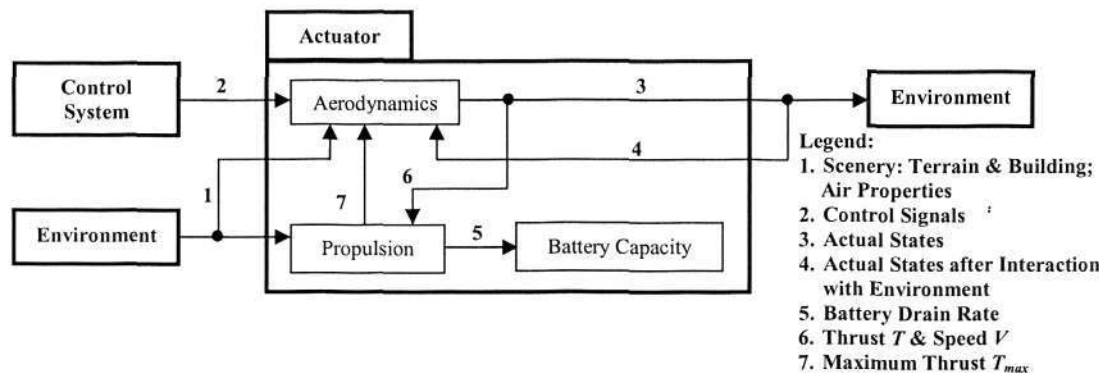 Actuator
Control
System
2
Aerodynamics
3
Environment
4
1
6
7
Environment
Propulsion
5
Battery Capacity
Legend:
1. Scenery: Terrain & Building;
Air Properties
2. Control Signals
3. Actual States
4. Actual States after Interaction
with Environment
5. Battery Drain Rate
6. Thrust T & Speed V
7. Maximum Thrust Tmax